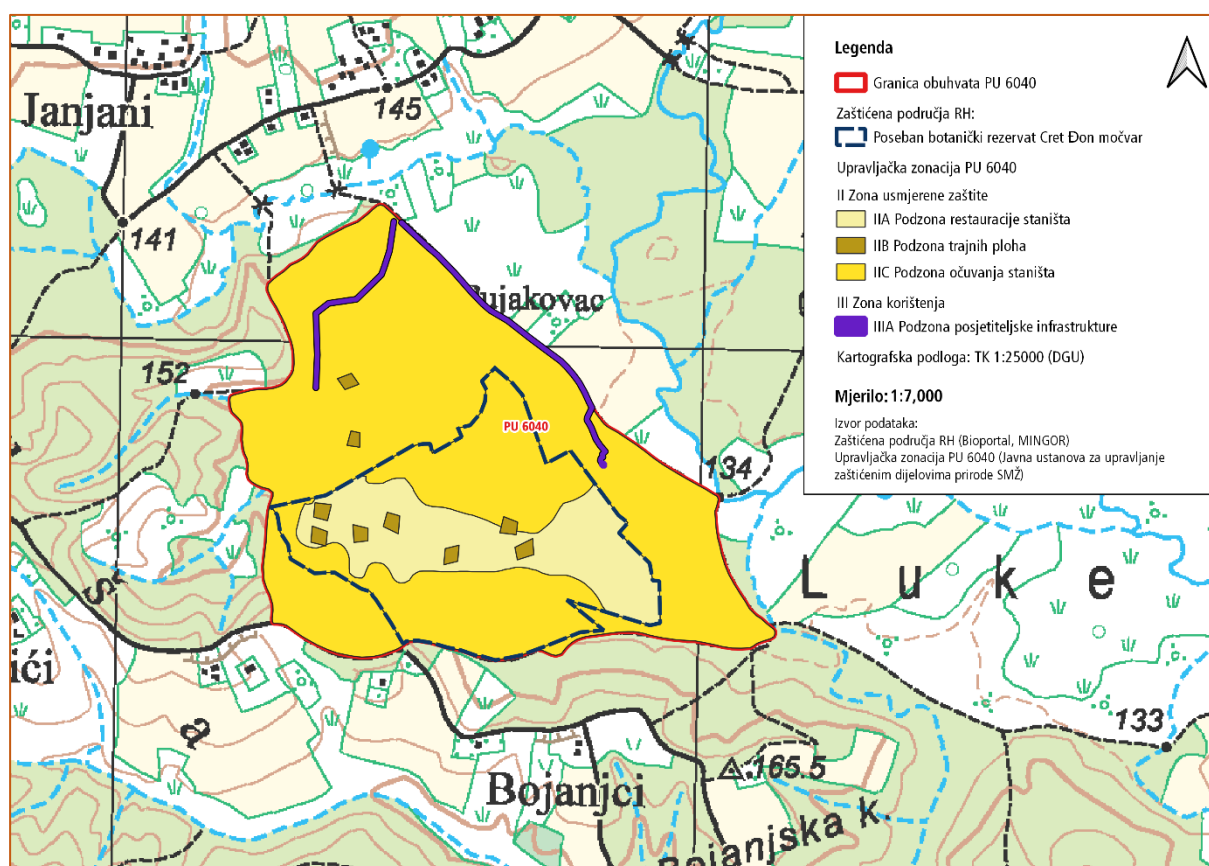 Janjani
145
141
152
Bujakovac
PU 6040
134
L u k e
ići
a
Bojanjci
165.5
Bojanjska k.
133
Legenda
Granica obuhvata PU 6040
Zaštićena područja RH:
Poseban botanički rezervat Cret Đon močvar
Upravljačka zonacija PU 6040
II Zona usmjerene zaštite
IIA Podzona restauracije staništa
IIB Podzona trajnih ploha
IIC Podzona očuvanja staništa
III Zona korištenja
IIIA Podzona posjetiteljske infrastrukture
Kartografska podloga: TK 1:25000 (DGU)
Mjerilo: 1:7,000
Izvor podataka:
Zaštićena područja RH (Bioportal, MINGOR)
Upravljačka zonacija PU 6040 (Javna ustanova za upravljanje
zaštićenim dijelovima prirode SMŽ)